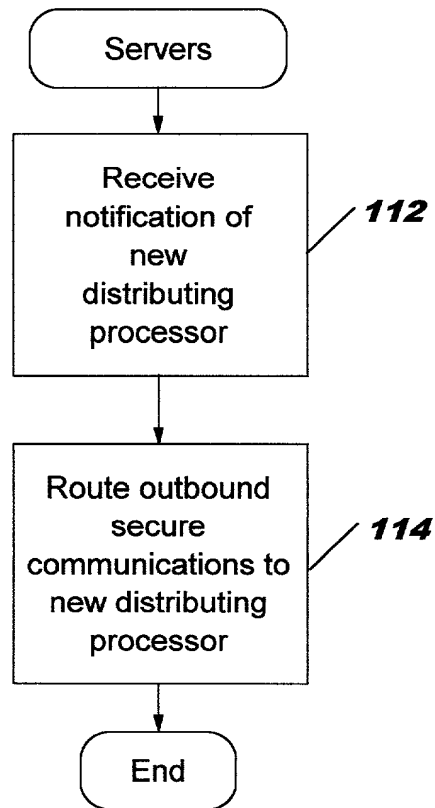 Servers
Receive
notification of
new
distributing
processor
112
Route outbound
secure
communications to
new distributing
processor
114
End